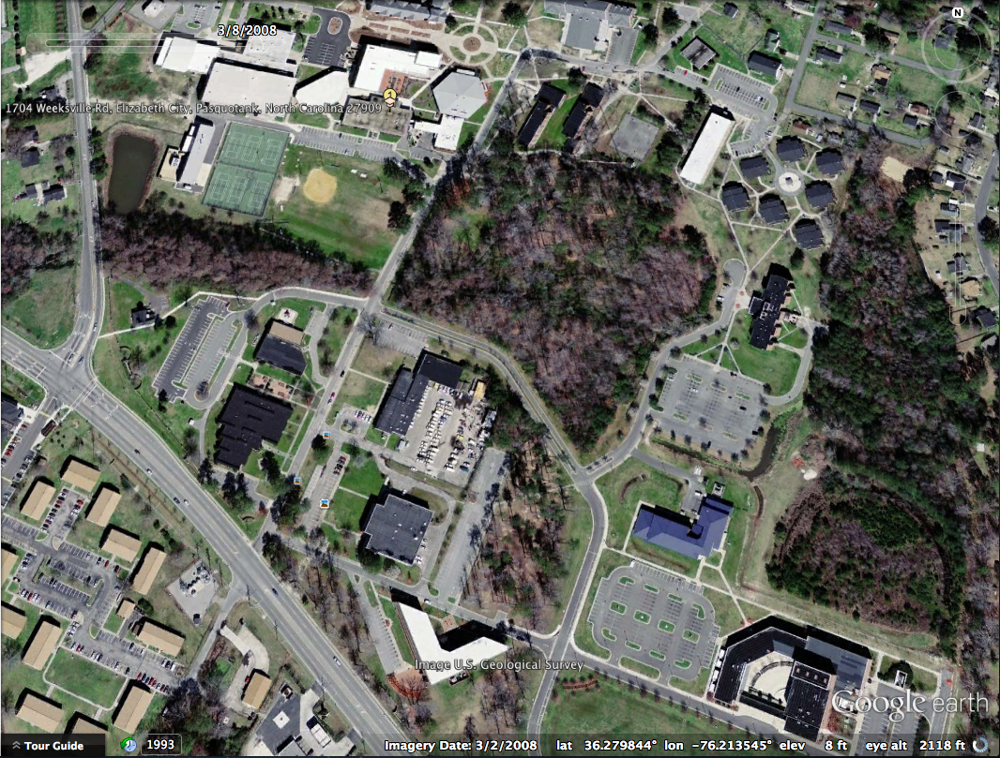 N
3/8/2008
1704 Weeksville Rd, Elizabeth City, Pasquotank, North Carolina 27909
Image U.S. Geological Survey
Google earth
Tour Guide
1993
Imagery Date: 3/2/2008 lat 36.279844° lon -76.213545° elev 8 ft eye alt 2118 ft